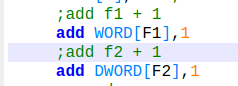 ;add f1 + 1
add WORD[F1],1
;add f2 + 1
add DWORD[F2],1